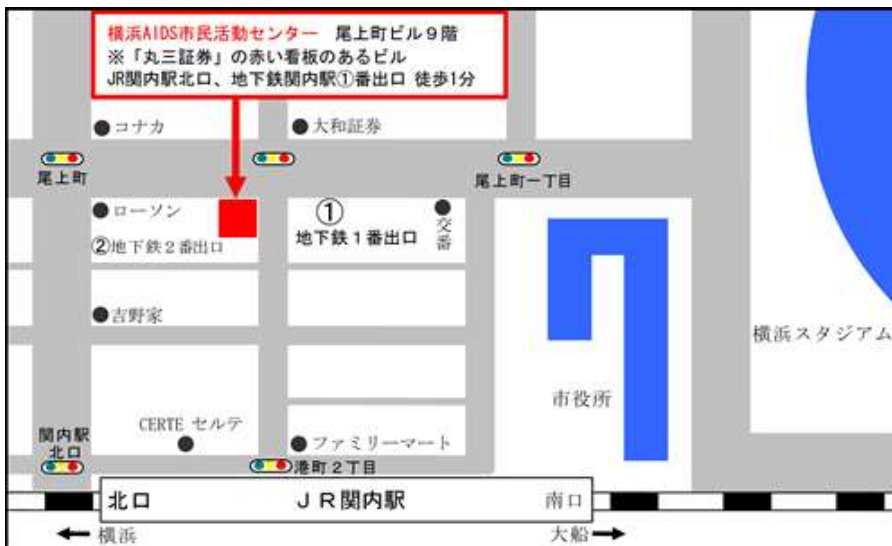 横浜AIDS市民活動センター 尾上町ビル９階
※「丸三証券」の赤い看板のあるビル
JR関内駅北口、地下鉄関内駅①番出口 徒歩1分
コナカ
大和証券
尾上町
尾上町一丁目
ローソン
①
地下鉄１番出口
交番
②地下鉄２番出口
吉野家
横浜スタジアム
市役所
CERTE セルテ
ファミリーマート
関内駅
北口
港町２丁目
北口
ＪＲ関内駅
南口
横浜
大船